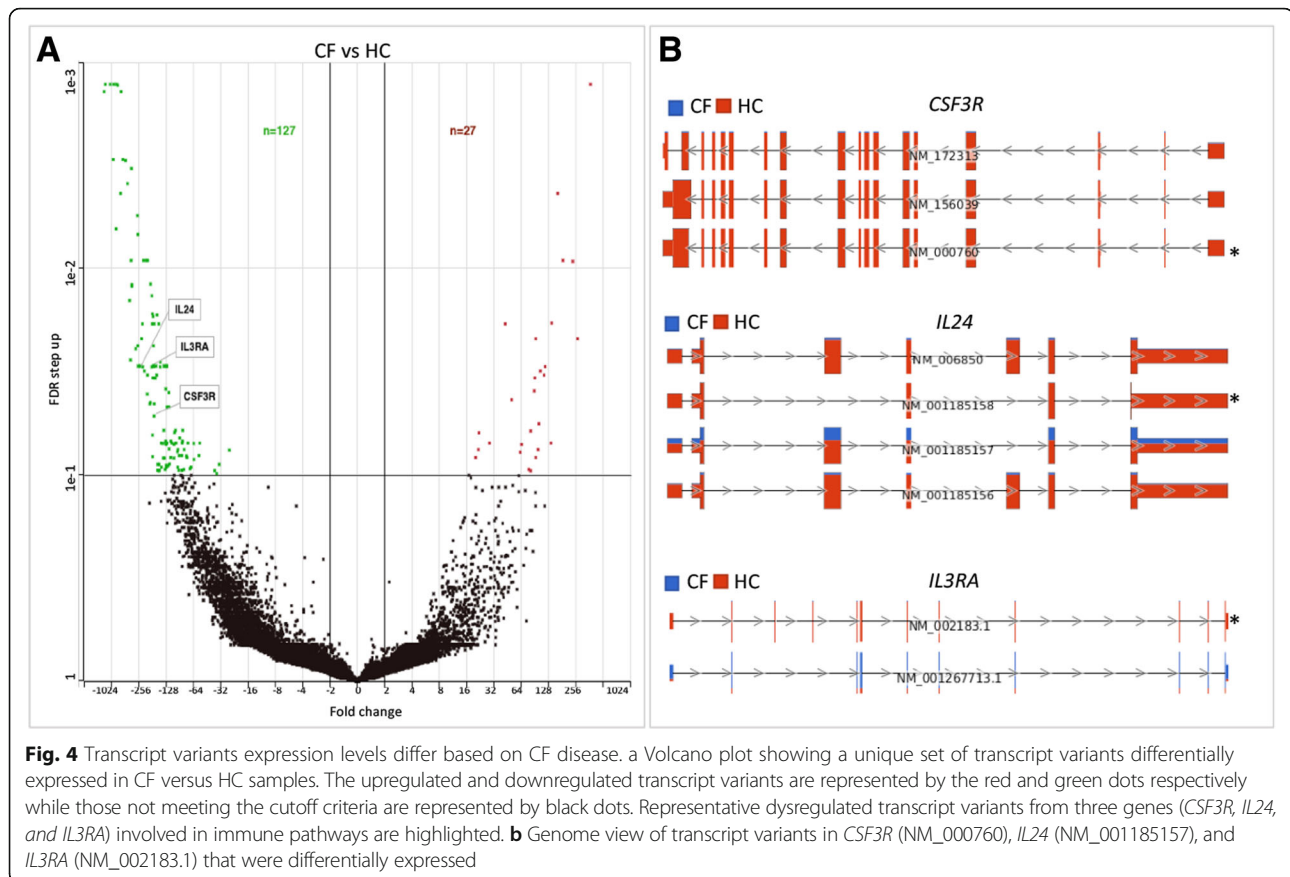 A
CF vs HC
1e-3
1e-2
1e-1
1
FDR step up
n=127
n=27
IL24
IL3RA
CSF3R
-1024 -256 -128 -64 -32 -16 -8 -4 -2 0 2 4 8 16 32 64 128 256 1024
Fold change
B
CF HC CSF3R
NM_172313
NM_156039
NM_000760 *
CF HC IL24
NM_006850
NM_001185158 *
NM_001185157
NM_001185156
CF HC IL3RA
NM_002183.1 *
NM_001267713.1
Fig. 4 Transcript variants expression levels differ based on CF disease. a Volcano plot showing a unique set of transcript variants differentially
expressed in CF versus HC samples. The upregulated and downregulated transcript variants are represented by the red and green dots respectively
while those not meeting the cutoff criteria are represented by black dots. Representative dysregulated transcript variants from three genes (CSF3R, IL24,
and IL3RA) involved in immune pathways are highlighted. b Genome view of transcript variants in CSF3R (NM_000760), IL24 (NM_001185157), and
IL3RA (NM_002183.1) that were differentially expressed